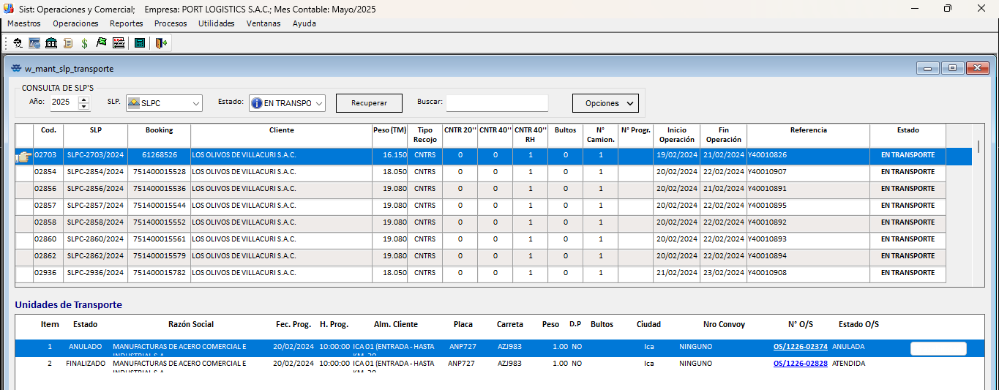 Sist: Operaciones y Comercial; Empresa: PORT LOGISTICS S.A.C.; Mes Contable: Mayo/2025
Maestros Operaciones Reportes Procesos Utilidades Ventanas Ayuda
w_mant_slp_transporte
CONSULTA DE SLP'S
Año: 2025 SLP. SLPC Estado: EN TRANSPO Recuperar Buscar: Opciones
Cod. SLP Booking Cliente Peso (TM) Tipo Recojo CNTR 20'' CNTR 40'' CNTR 40'' RH Bultos N° Camion. N° Progr. Inicio Operación Fin Operación Referencia Estado
02703 SLPC-2703/2024 61268526 LOS OLIVOS DE VILLACURI S.A.C. 16.150 CNTRS 0 0 1 0 1 19/02/2024 21/02/2024 Y40010826 EN TRANSPORTE
02854 SLPC-2854/2024 751400015528 LOS OLIVOS DE VILLACURI S.A.C. 18.050 CNTRS 0 0 1 0 1 20/02/2024 22/02/2024 Y40010907 EN TRANSPORTE
02856 SLPC-2856/2024 751400015536 LOS OLIVOS DE VILLACURI S.A.C. 19.080 CNTRS 0 0 1 0 1 20/02/2024 22/02/2024 Y40010891 EN TRANSPORTE
02857 SLPC-2857/2024 751400015544 LOS OLIVOS DE VILLACURI S.A.C. 19.080 CNTRS 0 0 1 0 1 20/02/2024 22/02/2024 Y40010895 EN TRANSPORTE
02858 SLPC-2858/2024 751400015552 LOS OLIVOS DE VILLACURI S.A.C. 19.080 CNTRS 0 0 1 0 1 20/02/2024 22/02/2024 Y40010892 EN TRANSPORTE
02860 SLPC-2860/2024 751400015561 LOS OLIVOS DE VILLACURI S.A.C. 19.080 CNTRS 0 0 1 0 1 20/02/2024 22/02/2024 Y40010893 EN TRANSPORTE
02862 SLPC-2862/2024 751400015579 LOS OLIVOS DE VILLACURI S.A.C. 19.080 CNTRS 0 0 1 0 1 20/02/2024 22/02/2024 Y40010894 EN TRANSPORTE
02936 SLPC-2936/2024 751400015782 LOS OLIVOS DE VILLACURI S.A.C. 18.050 CNTRS 0 0 1 0 1 21/02/2024 23/02/2024 Y40010908 EN TRANSPORTE
Unidades de Transporte
Item Estado Razón Social Fec. Prog. H. Prog. Alm. Cliente Placa Carreta Peso D.P Bultos Ciudad Nro Convoy N° O/S Estado O/S
1 ANULADO MANUFACTURAS DE ACERO COMERCIAL E 20/02/2024 10:00:00 ICA 01 (ENTRADA - HASTA ANP727 AZJ983 1.00 NO Ica NINGUNO OS/1226-02374 ANULADA
2 FINALIZADO MANUFACTURAS DE ACERO COMERCIAL E 20/02/2024 10:00:00 ICA 01 (ENTRADA - HASTA ANP727 AZJ983 1.00 NO Ica NINGUNO OS/1226-02828 ATENDIDA